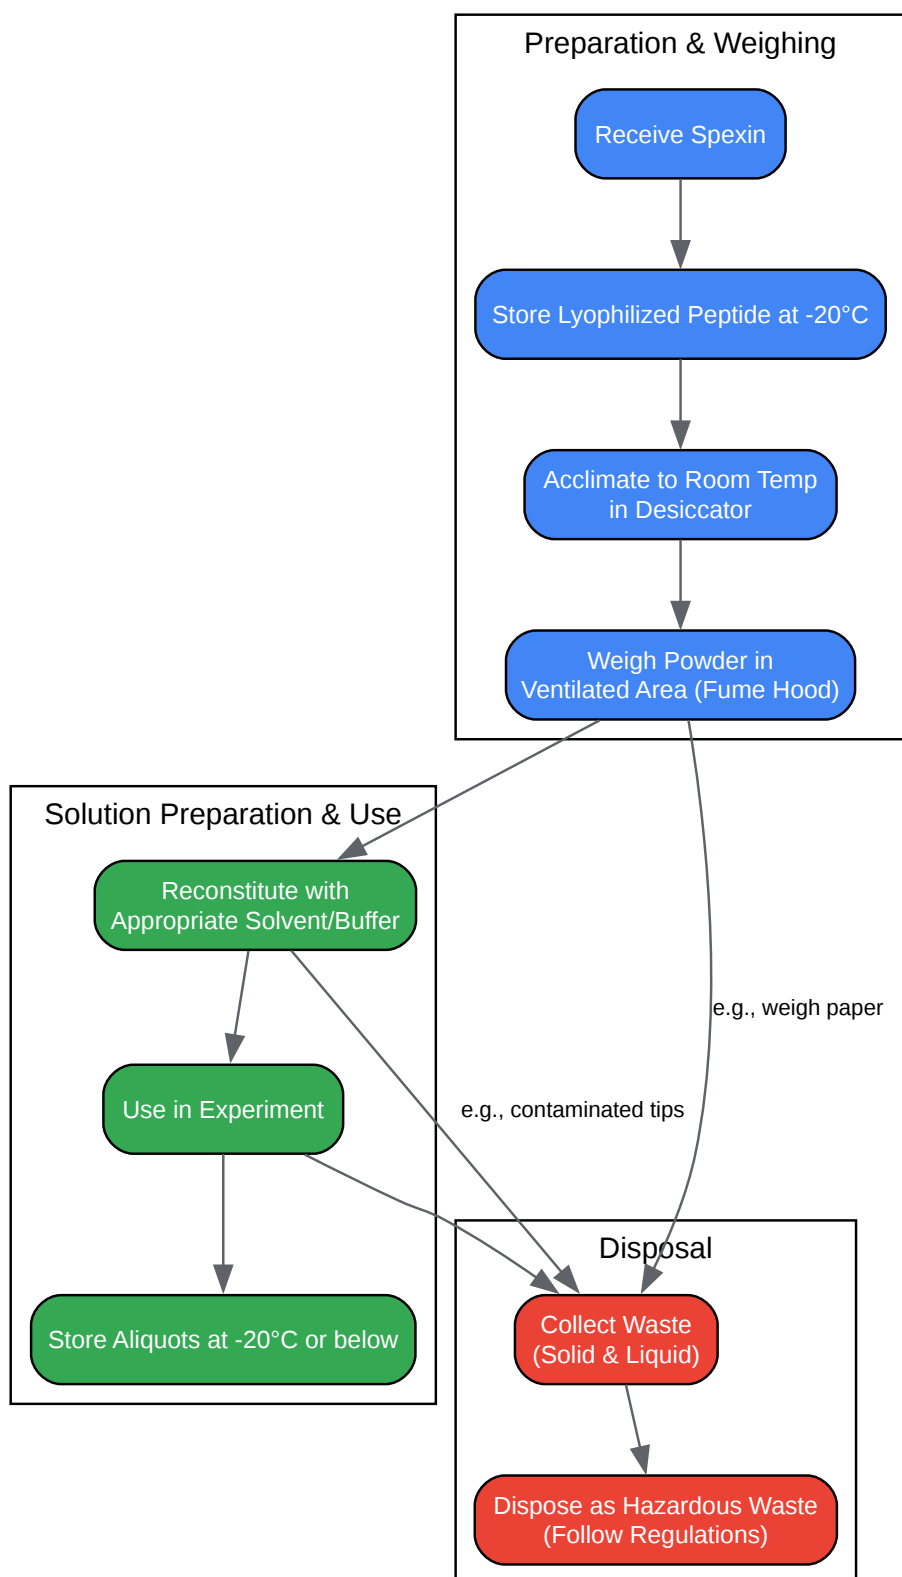 Preparation & Weighing
Receive Spexin
Store Lyophilized Peptide at -20°C
Acclimate to Room Temp
in Desiccator
Weigh Powder in
Ventilated Area (Fume Hood)
Solution Preparation & Use
Reconstitute with
Appropriate Solvent/Buffer
e.g., weigh paper
Use in Experiment
e.g., contaminated tips
Disposal
Store Aliquots at -20°C or below
Collect Waste
(Solid & Liquid)
Dispose as Hazardous Waste
(Follow Regulations)